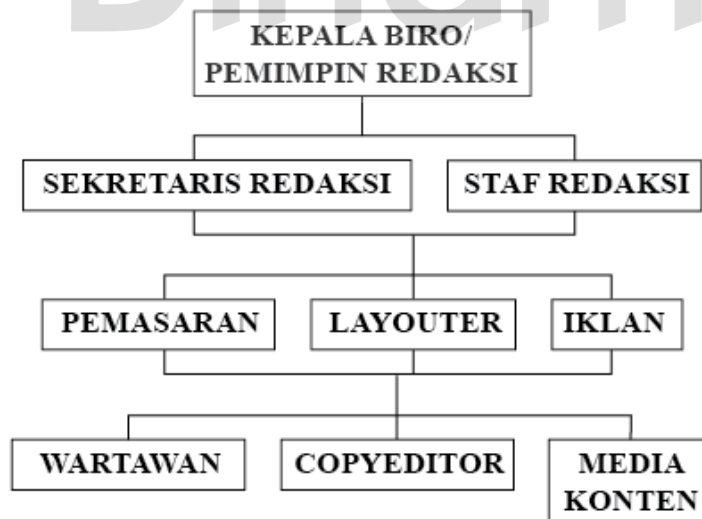 KEPALA BIRO/
PEMIMPIN REDAKSI
SEKRETARIS REDAKSI
STAF REDAKSI
PEMASARAN
LAYOUTER
IKLAN
WARTAWAN
COPYEDITOR
MEDIA
KONTEN